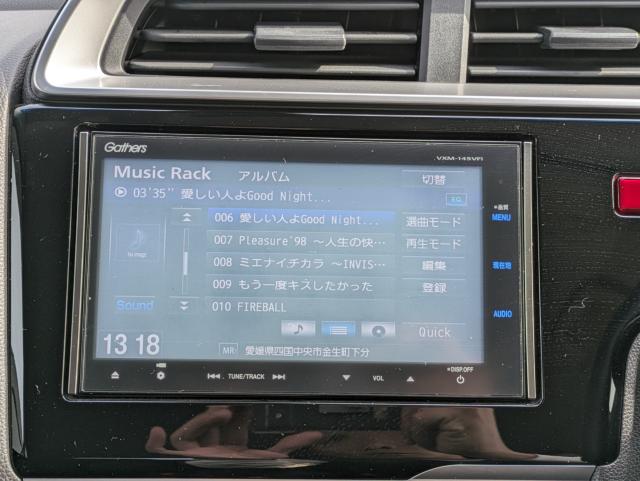 Gathers
VXM-145VFi
Music Rack アルバム 切替
03'35" 愛しい人よGood Night... EQ
006 愛しい人よGood Night... 選曲モード
007 Pleasure'98 ～人生の快… 再生モード
008 ミエナイチカラ ～INVIS… 編集
009 もう一度キスしたかった 登録
010 FIREBALL
No Image
Sound
Quick
13 18
MR 愛媛県四国中央市金生町下分
画質
MENU
現在地
AUDIO
TUNE/TRACK
VOL
DISP.OFF